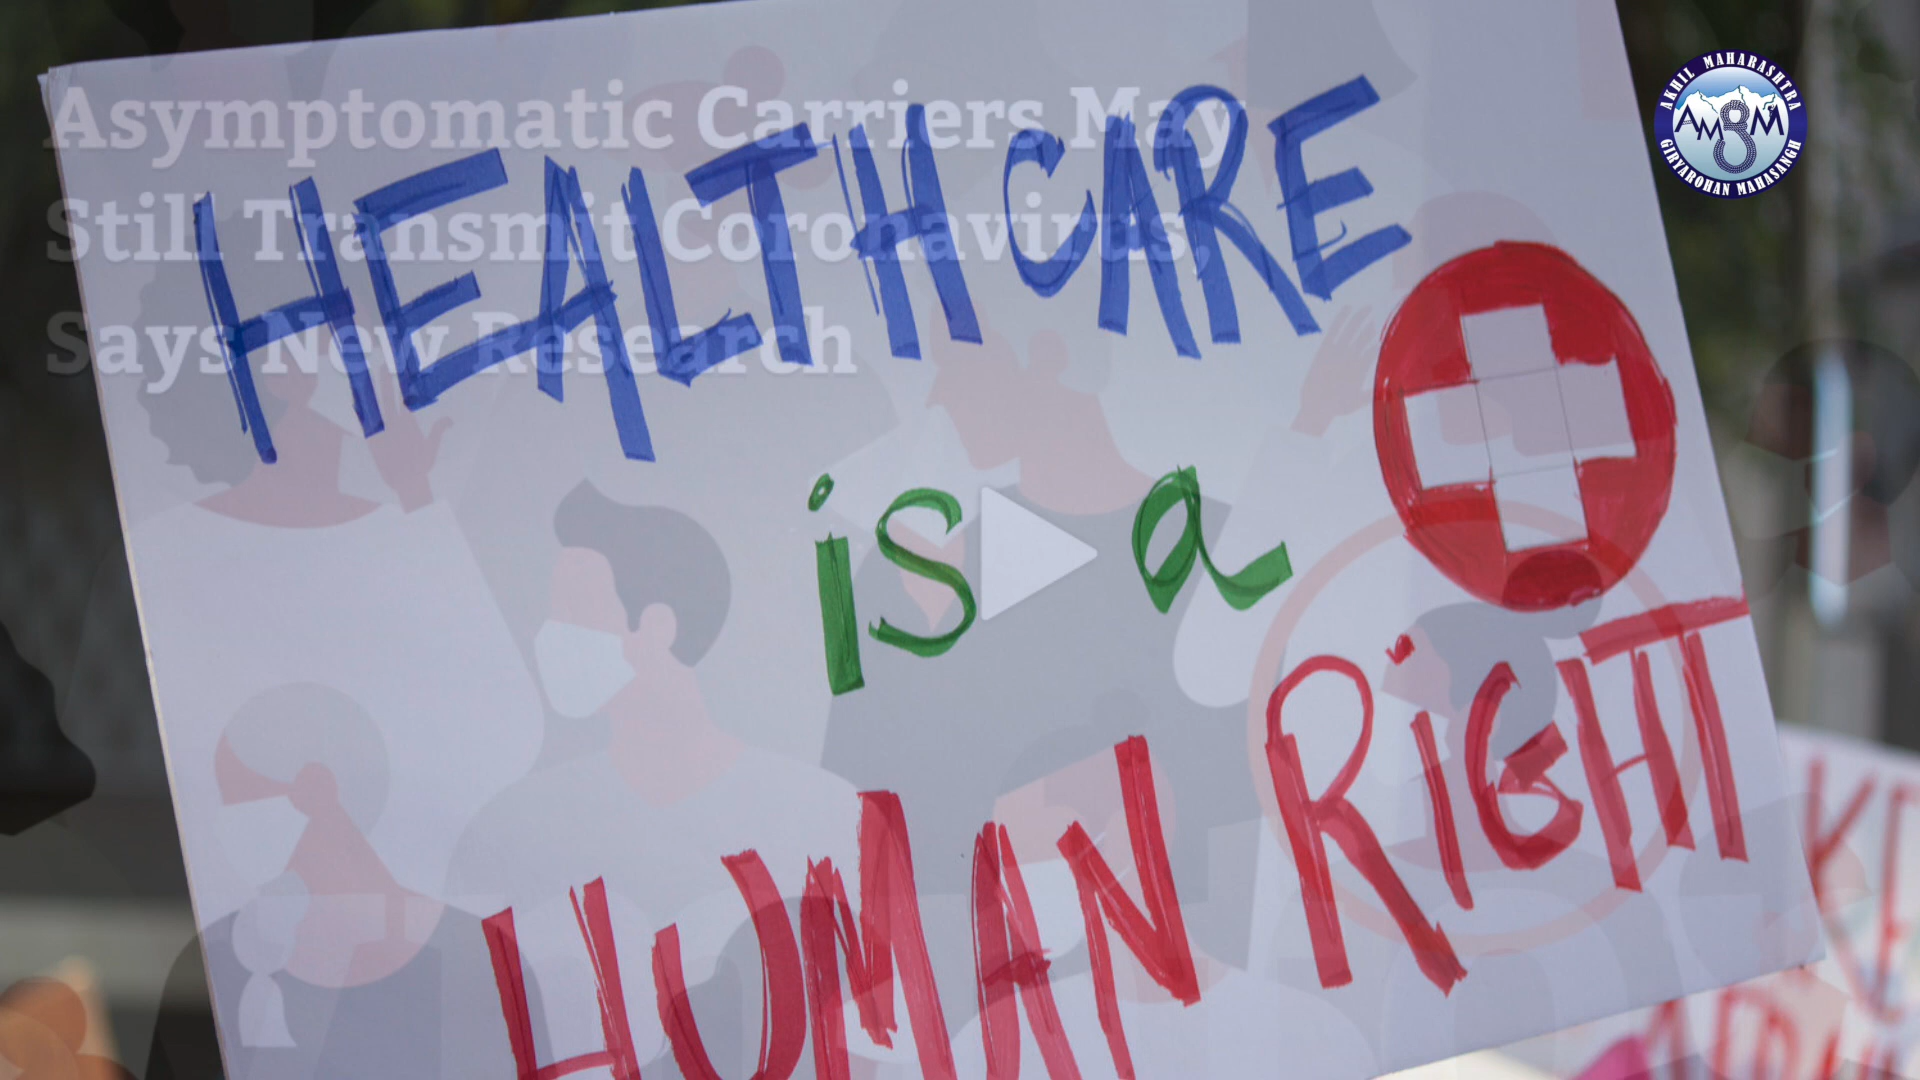 Asymptomatic Carriers May
Still Transmit Coronavirus,
Says New Research
HEALTH CARE
is a
HUMAN RIGHT
AKHIL MAHARASHTRA
AMGM
GIRYAROHAN MAHASANGH